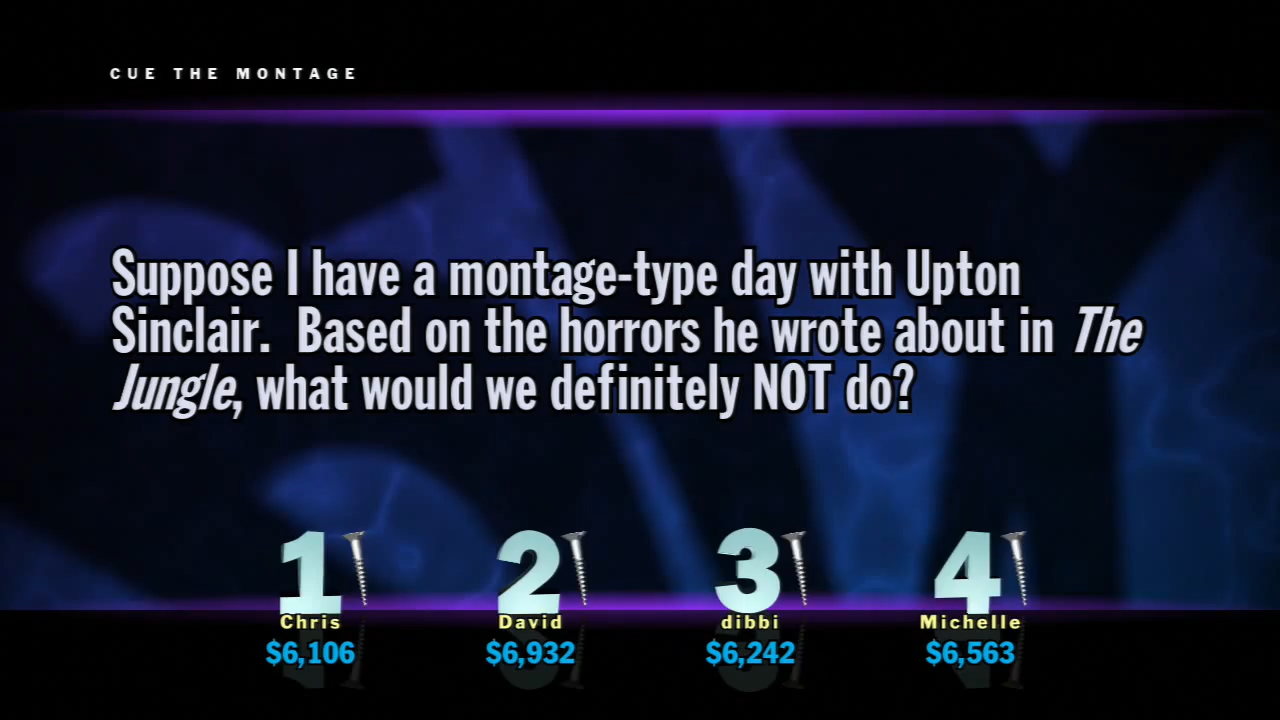 CUE THE MONTAGE
Suppose I have a montage-type day with Upton
Sinclair. Based on the horrors he wrote about in The
Jungle, what would we definitely NOT do?
1 2 3 4
Chris David dibbi Michelle
$6,106 $6,932 $6,242 $6,563